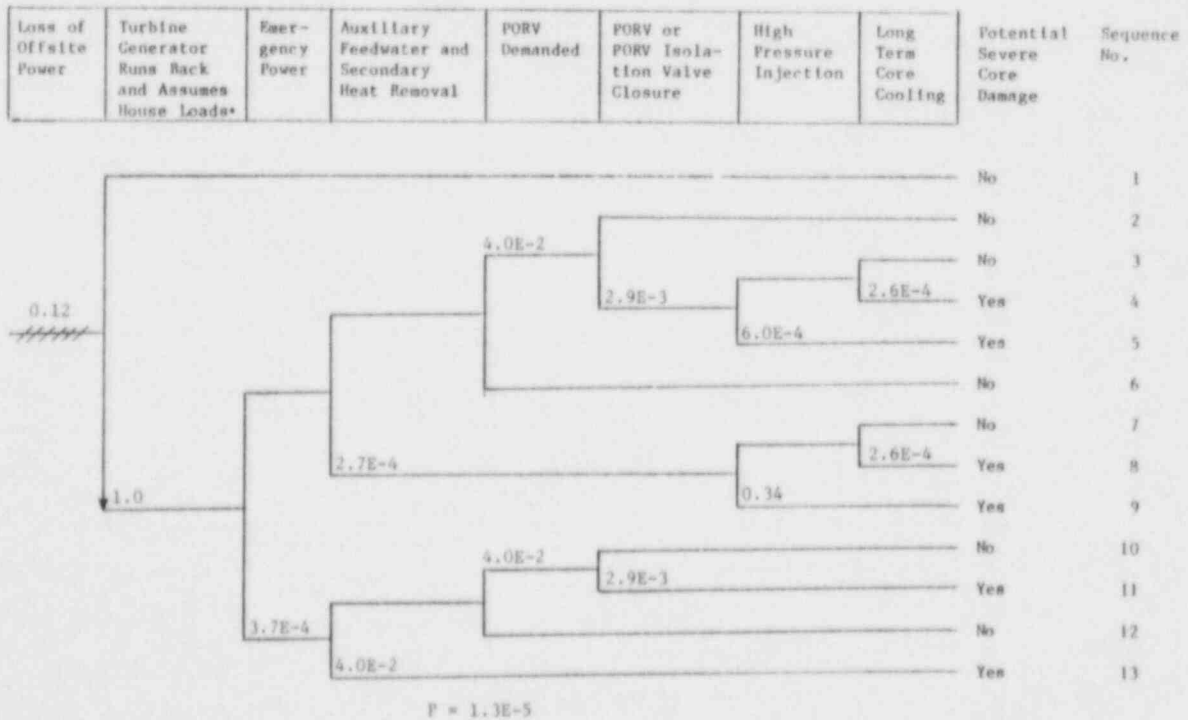 Loss of Offsite Power
Turbine Generator Runs Back and Assumes House Loads*
Emer-gency Power
Auxiliary Feedwater and Secondary Heat Removal
PORV Demanded
PORV or PORV Isola-tion Valve Closure
High Pressure Injection
Long Term Core Cooling
Potential Severe Core Damage
Sequence No.
No 1
No 2
4.0E-2
No 3
0.12
2.9E-3
2.6E-4
Yes 4
6.0E-4
Yes 5
No 6
No 7
2.7E-4
2.6E-4
Yes 8
1.0
0.34
Yes 9
4.0E-2
No 10
2.9E-3
Yes 11
3.7E-4
No 12
4.0E-2
Yes 13
P = 1.3E-5